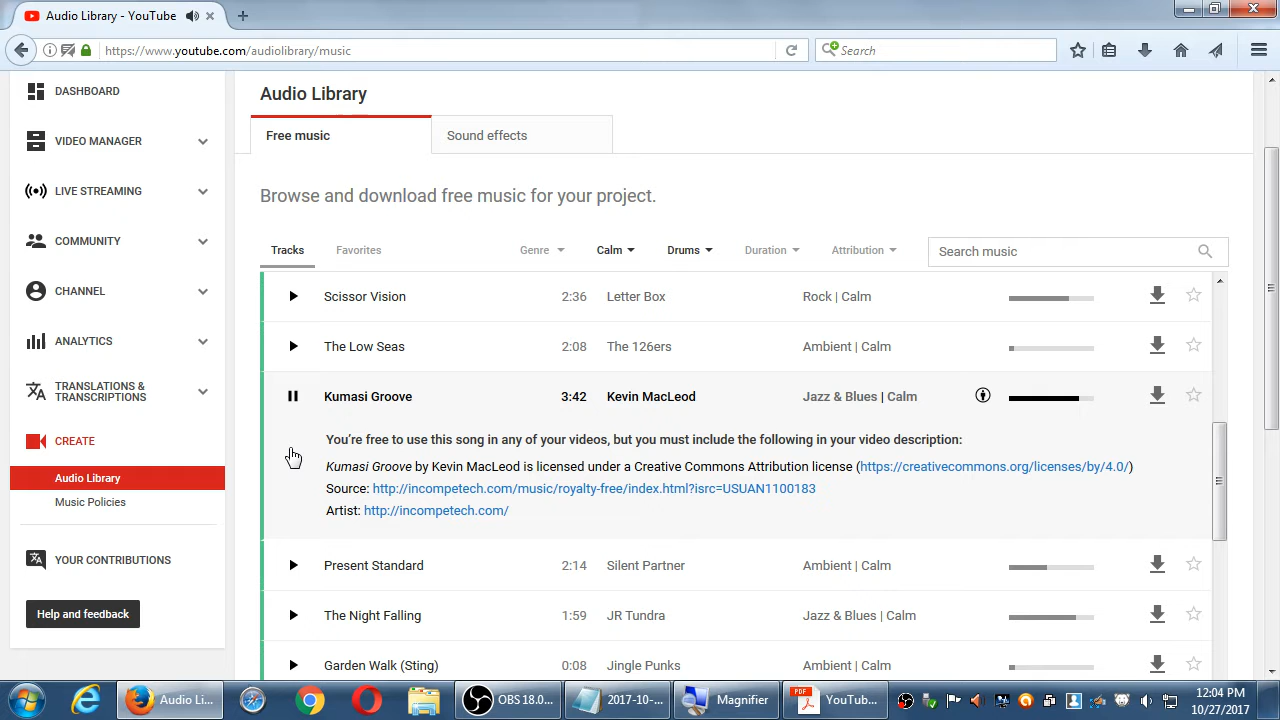 Audio Library - YouTube
https://www.youtube.com/audiolibrary/music
Search
DASHBOARD
VIDEO MANAGER
LIVE STREAMING
COMMUNITY
CHANNEL
ANALYTICS
TRANSLATIONS &
TRANSCRIPTIONS
CREATE
Audio Library
Music Policies
YOUR CONTRIBUTIONS
Help and feedback
Audio Library
Free music
Sound effects
Browse and download free music for your project.
Tracks Favorites Genre Calm Drums Duration Attribution Search music
Scissor Vision 2:36 Letter Box Rock | Calm
The Low Seas 2:08 The 126ers Ambient | Calm
Kumasi Groove 3:42 Kevin MacLeod Jazz & Blues | Calm
You're free to use this song in any of your videos, but you must include the following in your video description:
Kumasi Groove by Kevin MacLeod is licensed under a Creative Commons Attribution license (https://creativecommons.org/licenses/by/4.0/)
Source: http://incompetech.com/music/royalty-free/index.html?isrc=USUAN1100183
Artist: http://incompetech.com/
Present Standard 2:14 Silent Partner Ambient | Calm
The Night Falling 1:59 JR Tundra Jazz & Blues | Calm
Garden Walk (Sting) 0:08 Jingle Punks Ambient | Calm
Audio Li... OBS 18.0.... 2017-10-... Magnifier PDF YouTub...
12:04 PM
10/27/2017